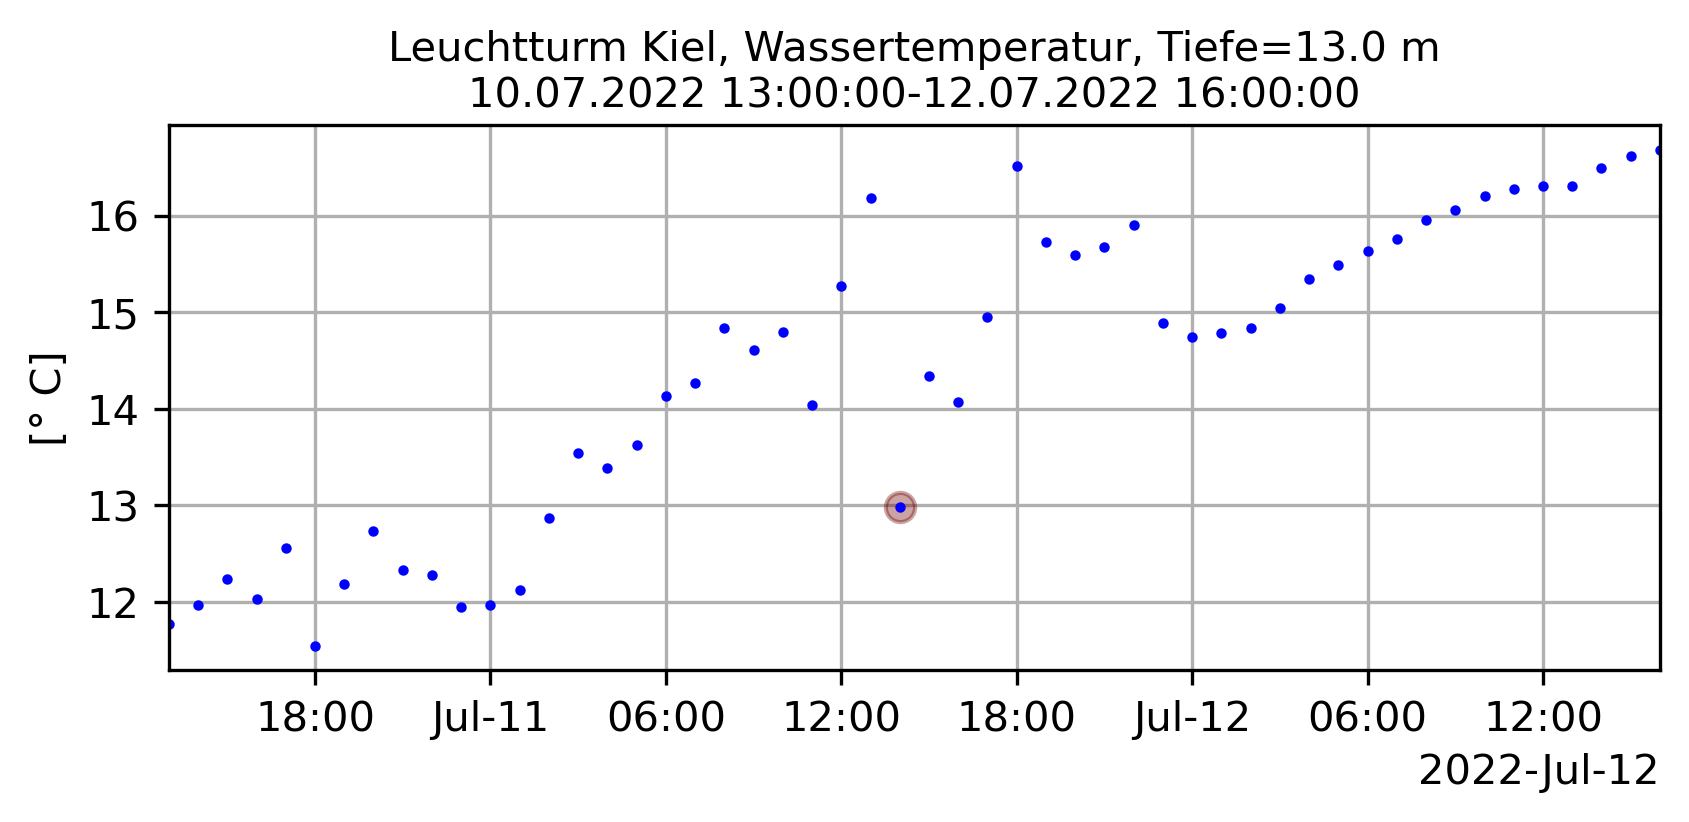 Leuchtturm Kiel, Wassertemperatur, Tiefe=13.0 m
10.07.2022 13:00:00-12.07.2022 16:00:00
[° C]
16
15
14
13
12
18:00 Jul-11 06:00 12:00 18:00 Jul-12 06:00 12:00
2022-Jul-12